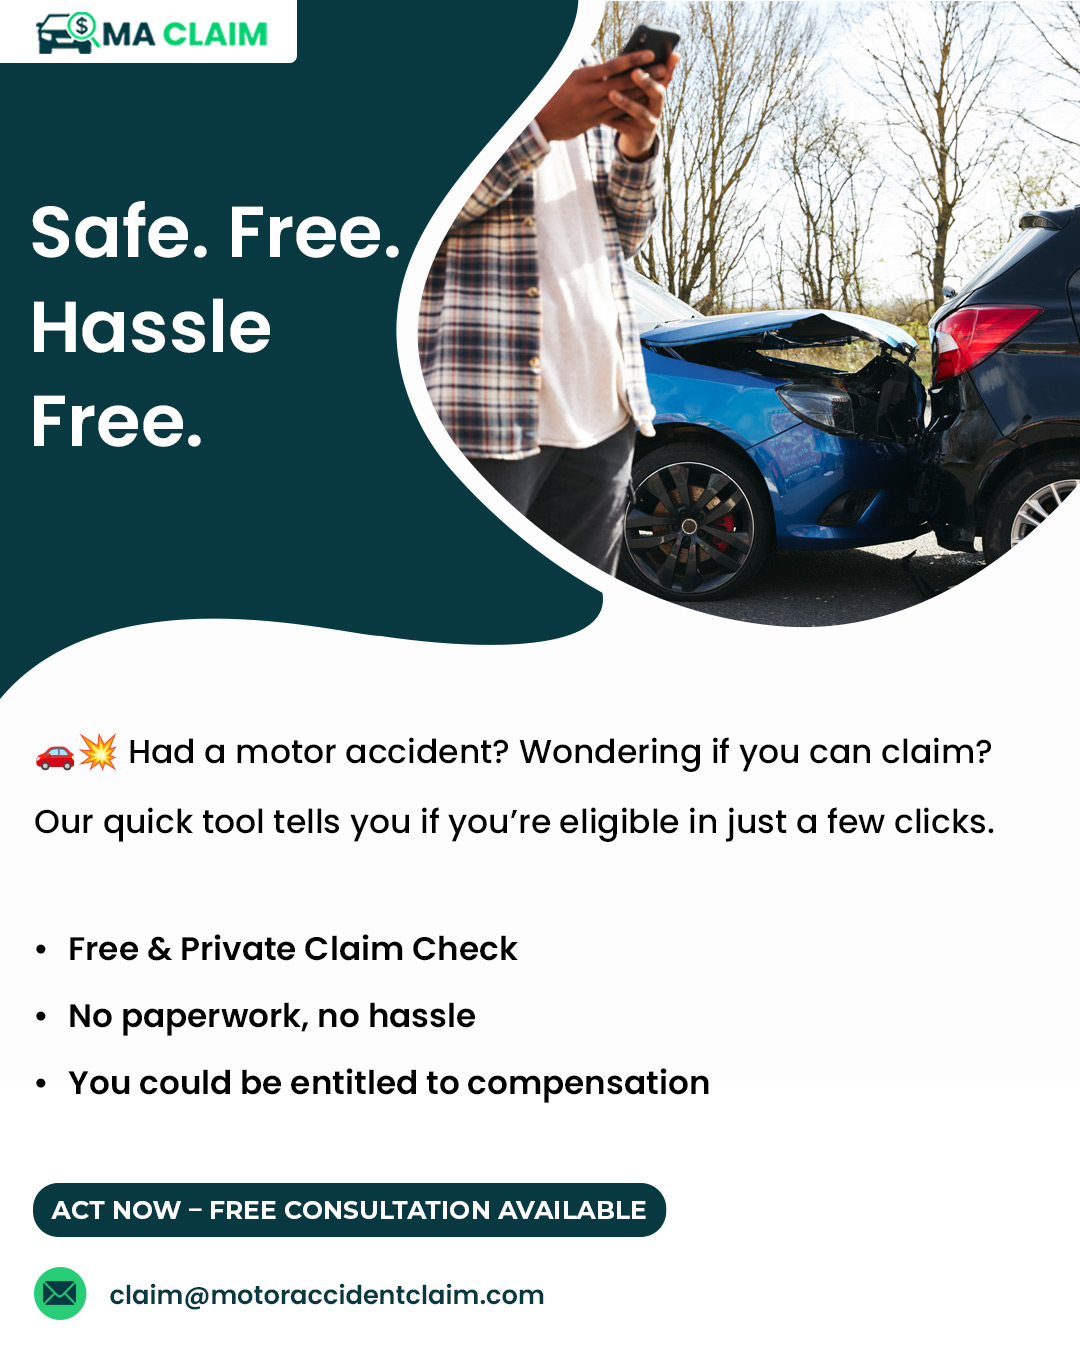 MA CLAIM
Safe. Free.
Hassle
Free.
🚗💥 Had a motor accident? Wondering if you can claim?
Our quick tool tells you if you’re eligible in just a few clicks.
• Free & Private Claim Check
• No paperwork, no hassle
• You could be entitled to compensation
ACT NOW – FREE CONSULTATION AVAILABLE
claim@motoraccidentclaim.com